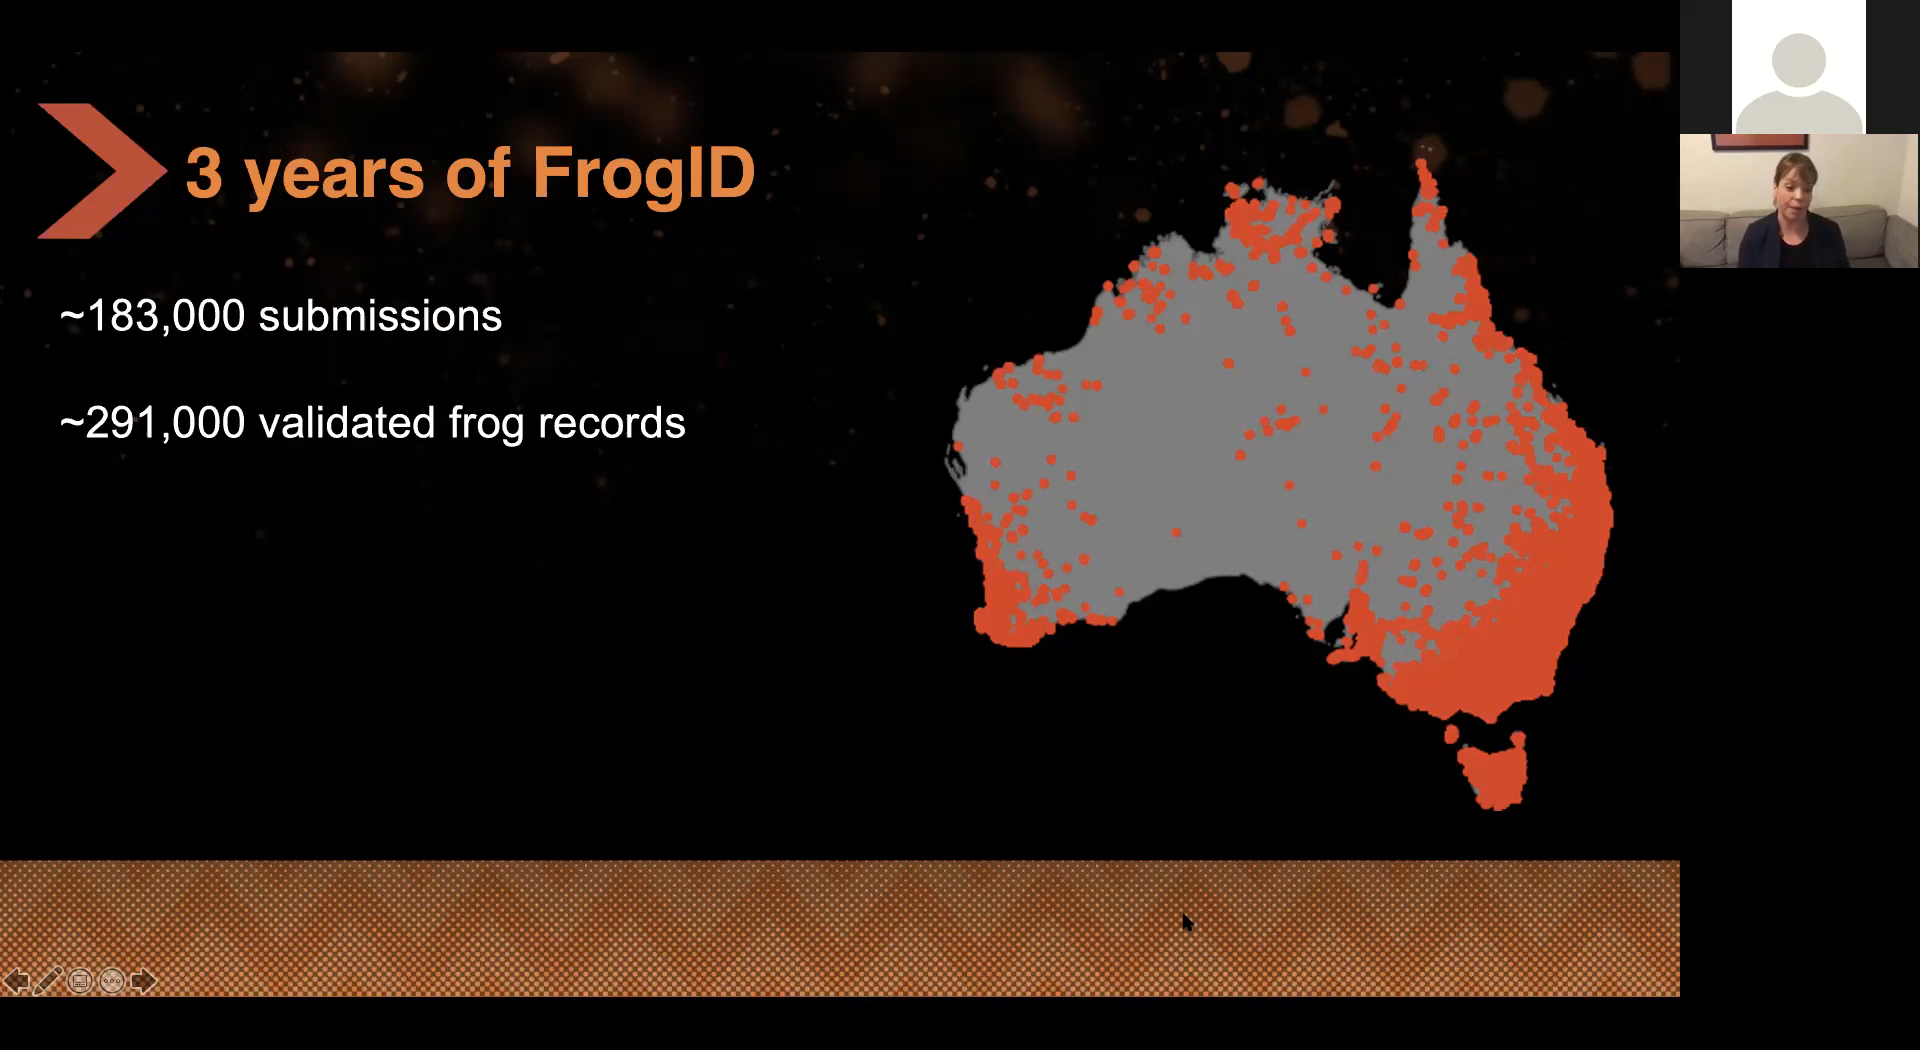 3 years of FrogID
~183,000 submissions
~291,000 validated frog records